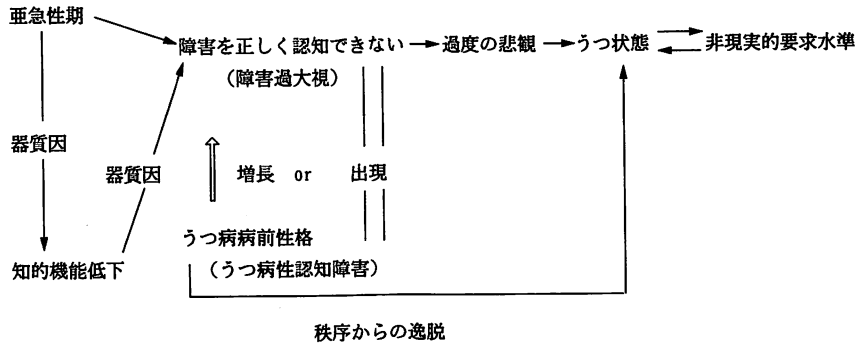 亜急性期
障害を正しく認知できない
過度の悲観
うつ状態
非現実的要求水準
(障害過大視)
器質因
器質因
増長 or 出現
うつ病病前性格
知的機能低下
(うつ病性認知障害)
秩序からの逸脱